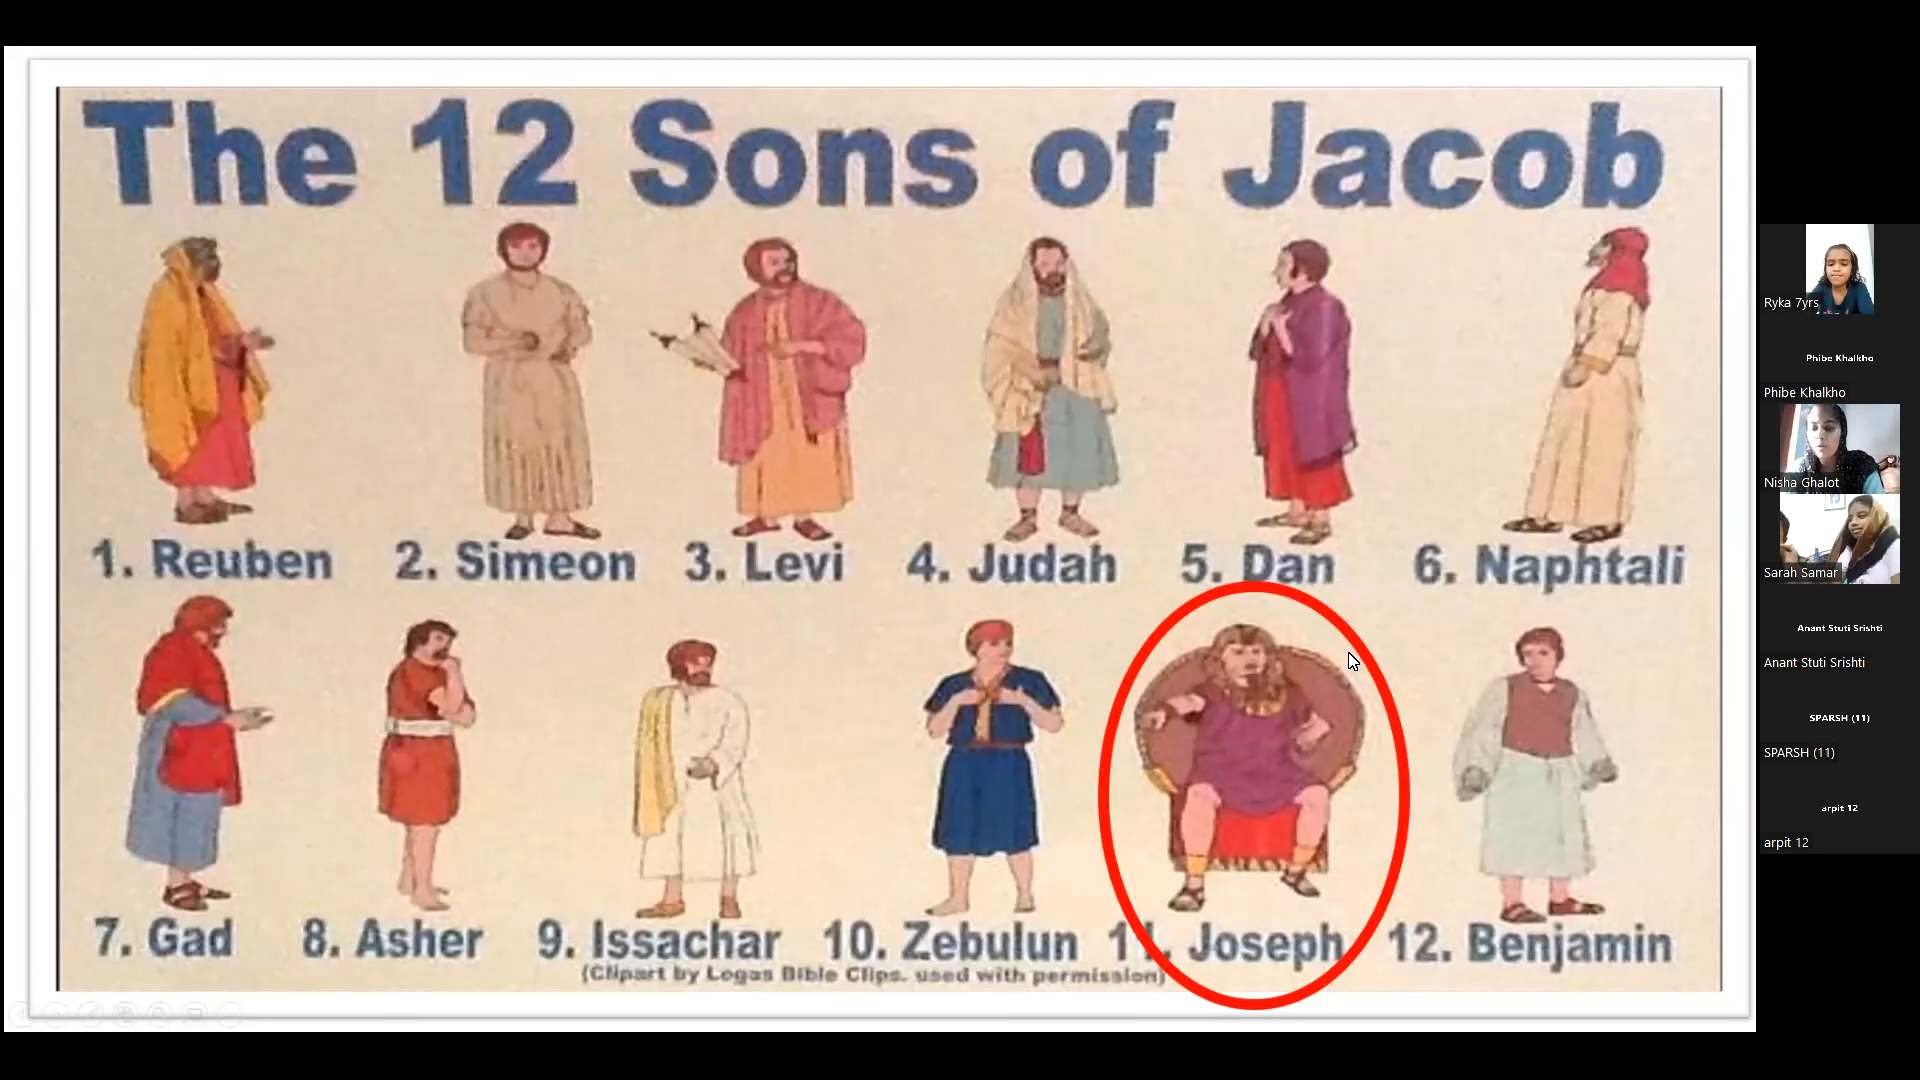 The 12 Sons of Jacob
1. Reuben 2. Simeon 3. Levi 4. Judah 5. Dan 6. Naphtali
7. Gad 8. Asher 9. Issachar 10. Zebulun 11. Joseph 12. Benjamin
(Clipart by Logas Bible Clips. used with permission)
Ryka 7yrs
Phibe Khalkho
Phibe Khalkho
Nisha Ghalot
Sarah Samar
Anant Stuti Srishti
Anant Stuti Srishti
SPARSH (11)
SPARSH (11)
arpit 12
arpit 12